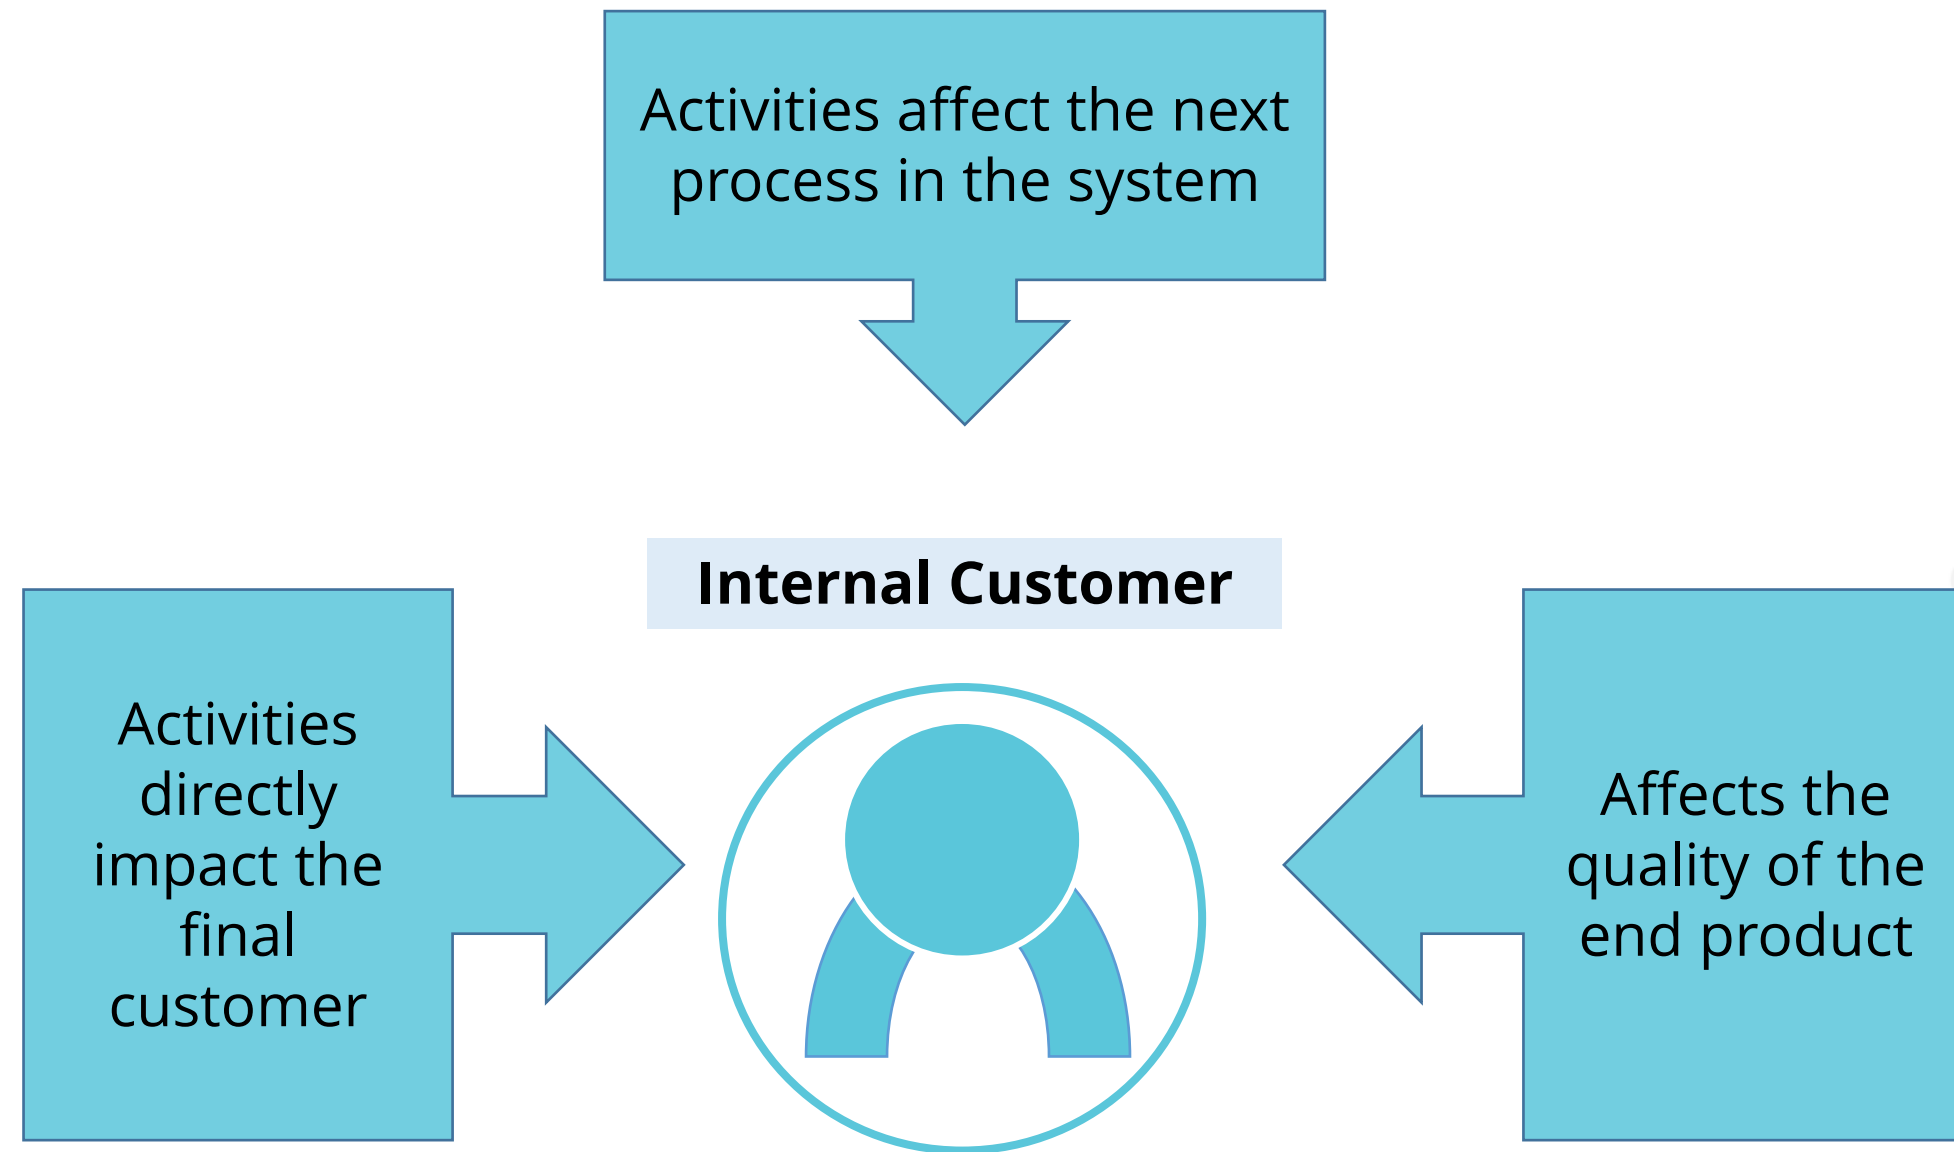 Activities affect the next
process in the system
Internal Customer
Activities
directly
impact the
final
customer
Affects the
quality of the
end product